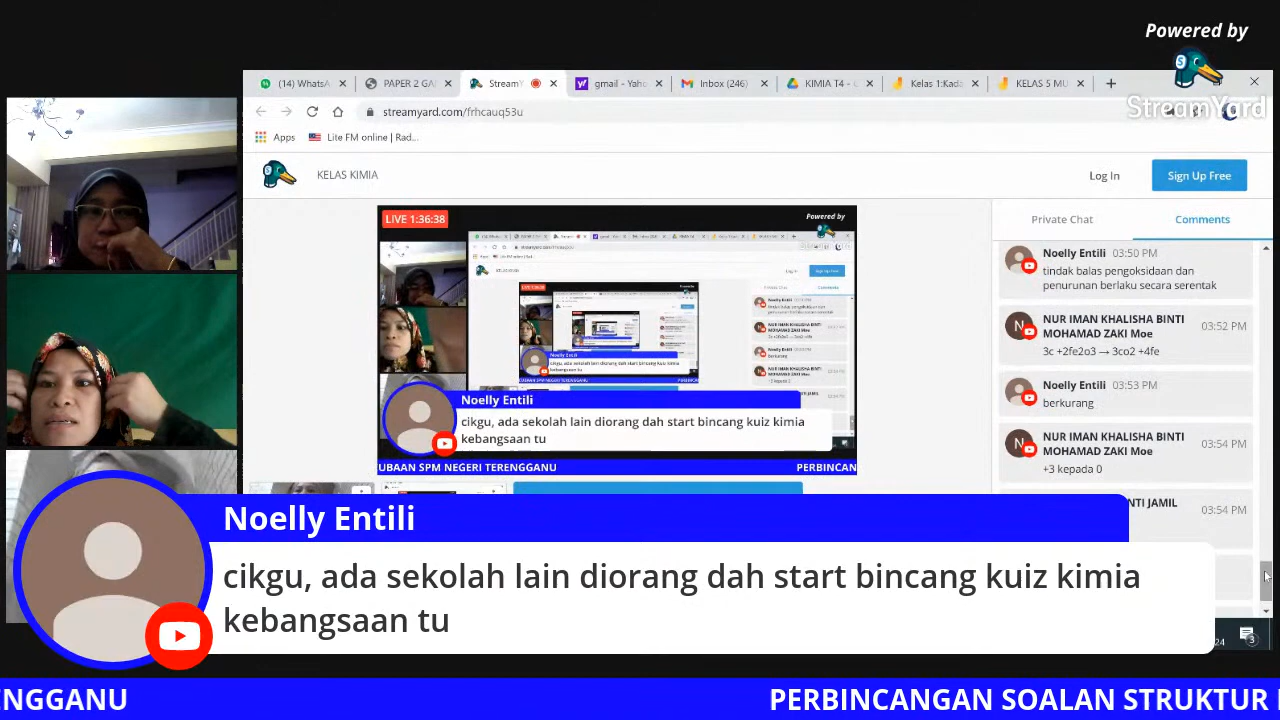 Powered by
StreamYard
(14) WhatsA
PAPER 2 GA
StreamY
gmail - Yaho
Inbox (246)
KIMIA T4 - 
Kelas 1:Kada
KELAS 5 MU
streamyard.com/frhcauq53u
Apps
Lite FM online | Rad...
KELAS KIMIA
Log In
Sign Up Free
Private Chat
Comments
LIVE 1:36:38
Powered by
Noelly Entili 03:50 PM
tindak balas pengoksidaan dan
penurunan berlaku secara serentak
NUR IMAN KHALISHA BINTI
MOHAMAD ZAKI Moe
03:52 PM
3c +2fe2o3 → 3co2 +4fe
Noelly Entili 03:53 PM
berkurang
NUR IMAN KHALISHA BINTI
MOHAMAD ZAKI Moe
03:54 PM
+3 kepada 0
NTI JAMIL
03:54 PM
Noelly Entili
cikgu, ada sekolah lain diorang dah start bincang kuiz kimia
kebangsaan tu
UBAAN SPM NEGERI TERENGGANU
PERBINCAN
Noelly Entili
cikgu, ada sekolah lain diorang dah start bincang kuiz kimia
kebangsaan tu
24
3
ENGGANU
PERBINCANGAN SOALAN STRUKTUR